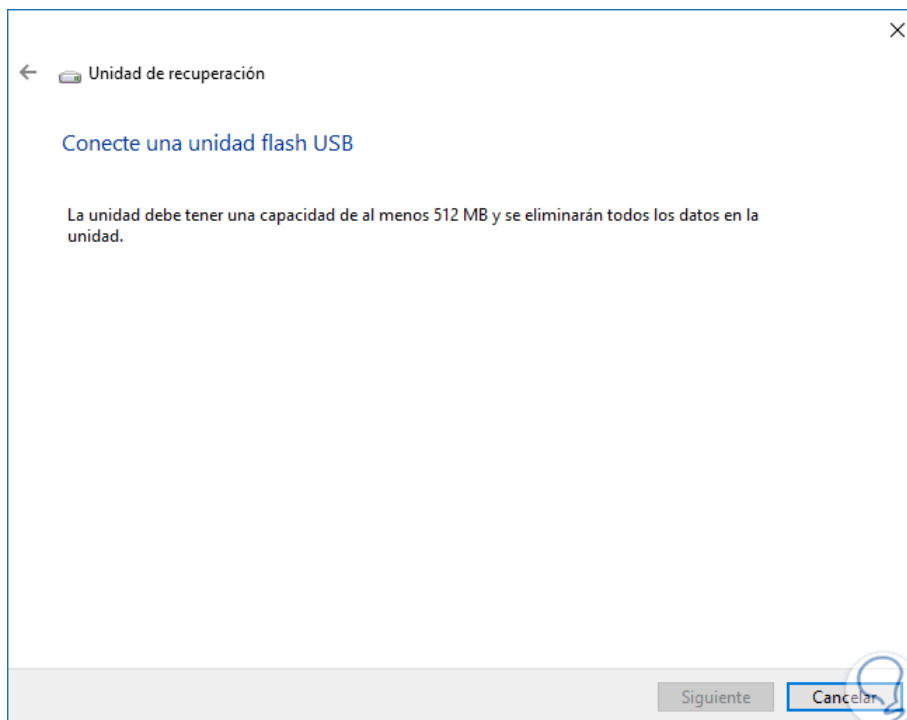 Unidad de recuperación
Conecte una unidad flash USB
La unidad debe tener una capacidad de al menos 512 MB y se eliminarán todos los datos en la
unidad.
Siguiente Cancelar